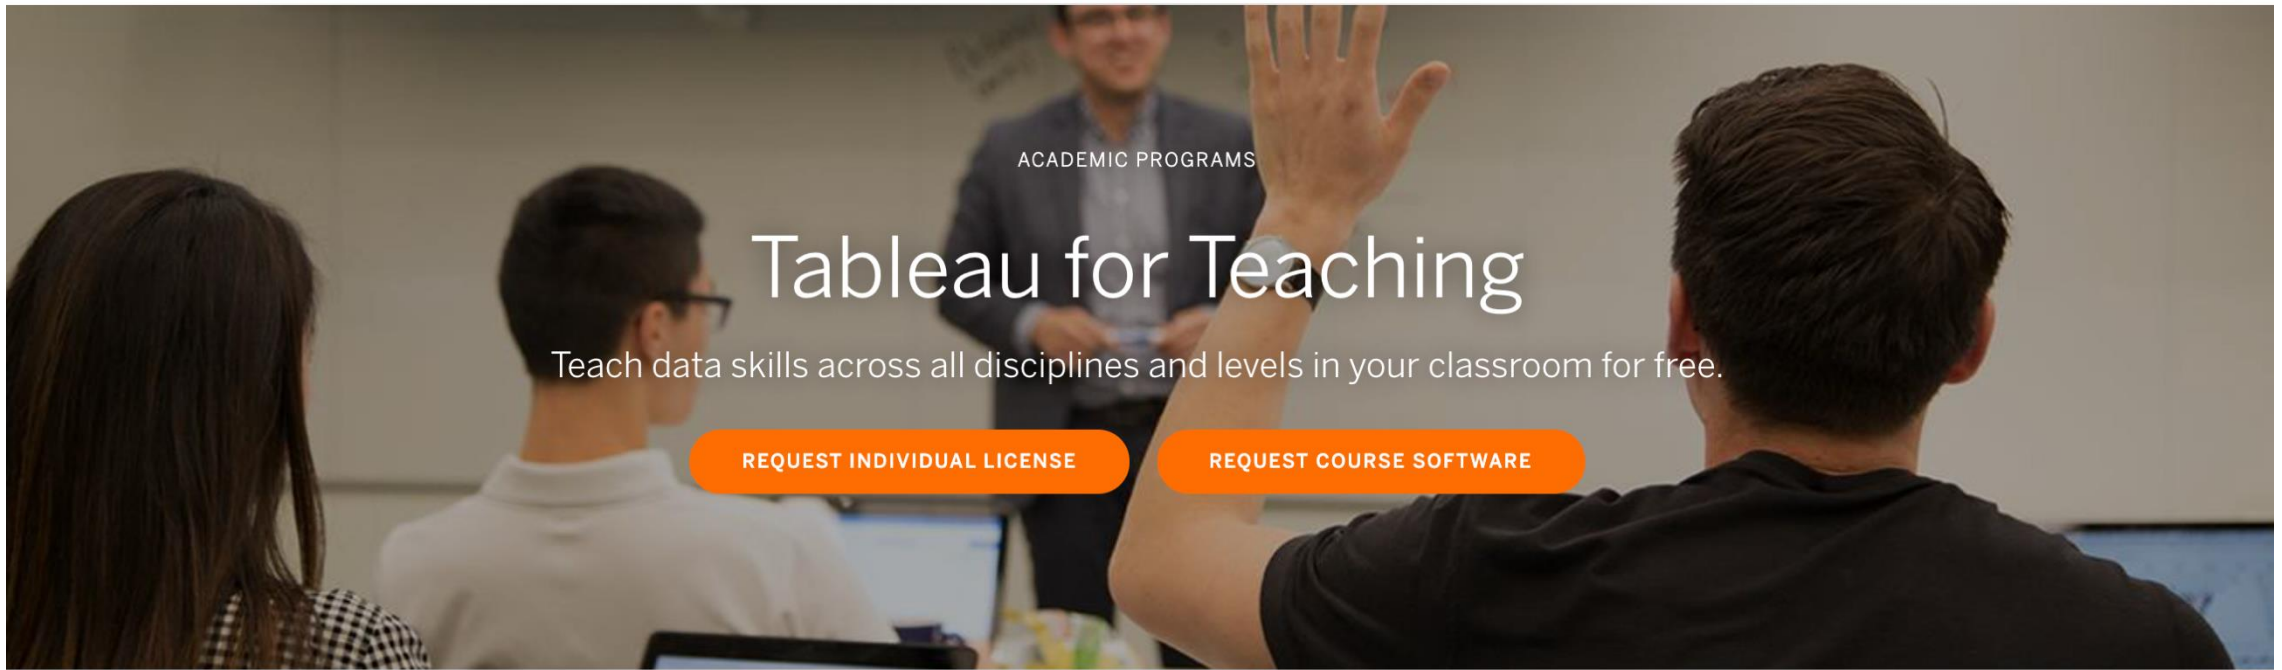 ACADEMIC PROGRAMS
Tableau for Teaching
Teach data skills across all disciplines and levels in your classroom for free.
REQUEST INDIVIDUAL LICENSE
REQUEST COURSE SOFTWARE